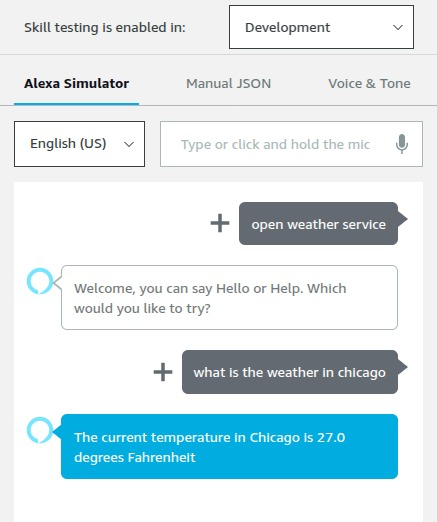 Skill testing is enabled in:
Development
Alexa Simulator
Manual JSON
Voice & Tone
English (US)
Type or click and hold the mic
open weather service
Welcome, you can say Hello or Help. Which
would you like to try?
what is the weather in chicago
The current temperature in Chicago is 27.0
degrees Fahrenheit